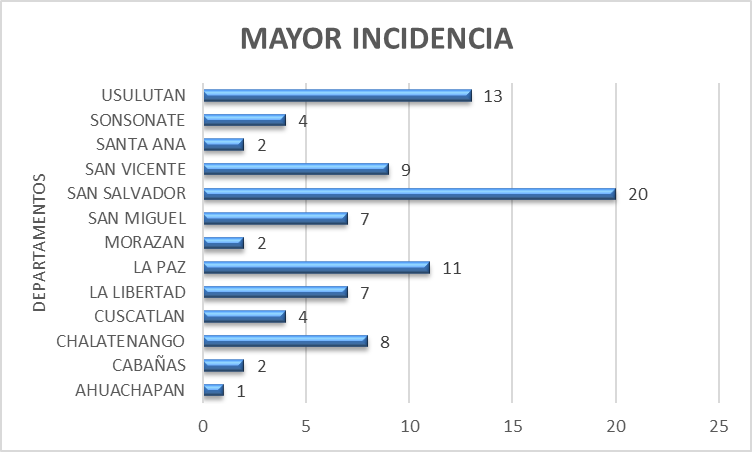 MAYOR INCIDENCIA
DEPARTAMENTOS
USULUTAN 13
SONSONATE 4
SANTA ANA 2
SAN VICENTE 9
SAN SALVADOR 20
SAN MIGUEL 7
MORAZAN 2
LA PAZ 11
LA LIBERTAD 7
CUSCATLAN 4
CHALATENANGO 8
CABAÑAS 2
AHUACHAPAN 1
0 5 10 15 20 25